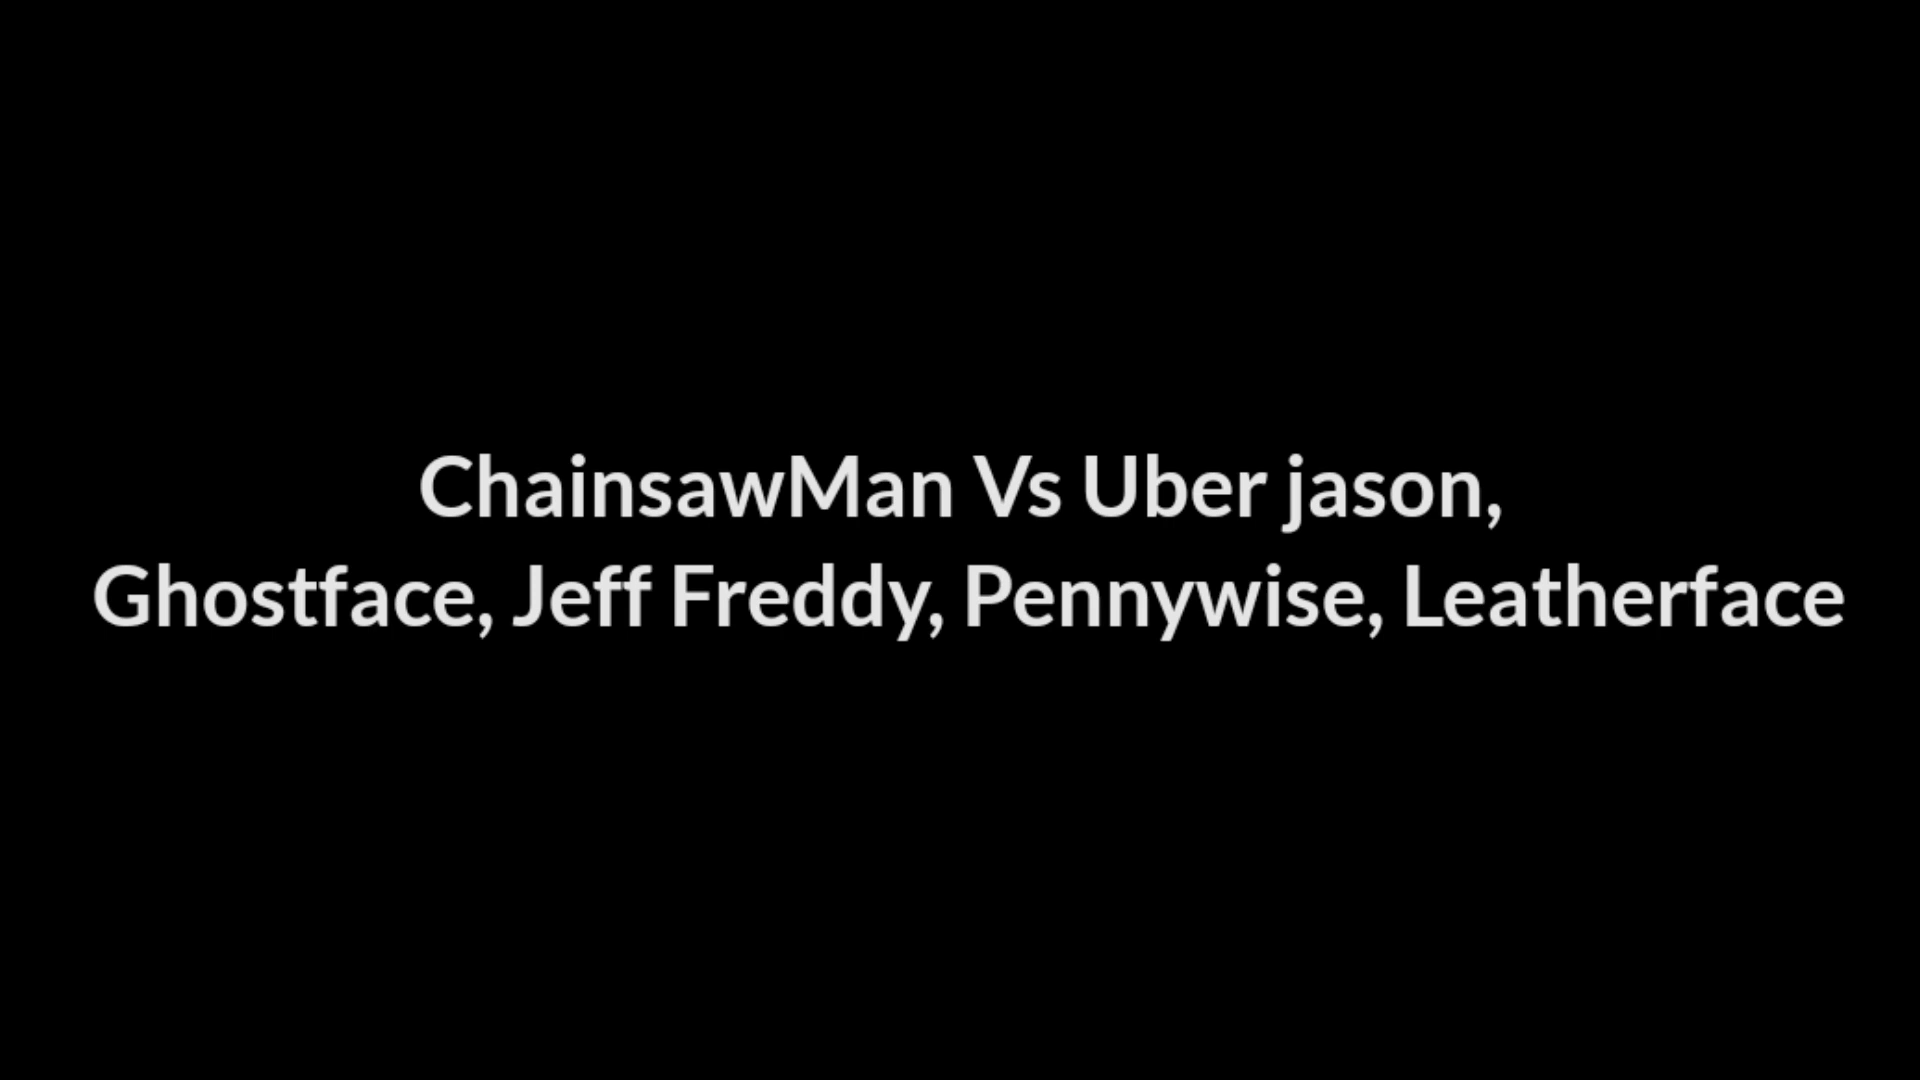 ChainsawMan Vs Uber jason,
Ghostface, Jeff Freddy, Pennywise, Leatherface